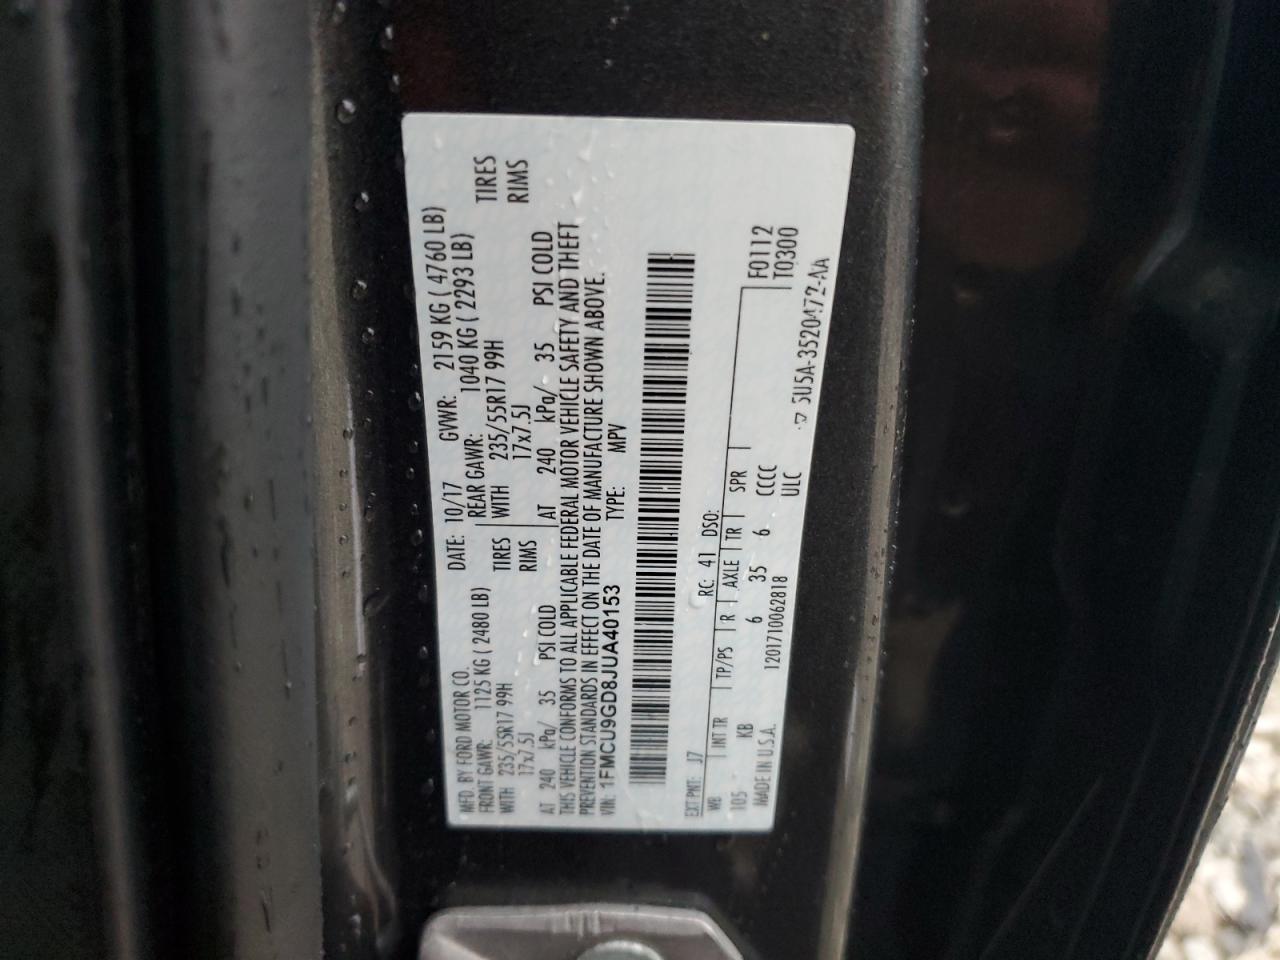 MFD. BY FORD MOTOR CO. DATE: 10/17 GVWR: 2159 KG ( 4760 LB)
FRONT GAWR: 1125 KG ( 2480 LB) REAR GAWR: 1040 KG ( 2293 LB)
WITH 235/55R17 99H TIRES WITH 235/55R17 99H TIRES
17x7.5J RIMS 17x7.5J RIMS
AT 240 kPa/ 35 PSI COLD AT 240 kPa/ 35 PSI COLD
THIS VEHICLE CONFORMS TO ALL APPLICABLE FEDERAL MOTOR VEHICLE SAFETY AND THEFT
PREVENTION STANDARDS IN EFFECT ON THE DATE OF MANUFACTURE SHOWN ABOVE.
VIN: 1FMCU9GD8JUA40153 TYPE: MPV
EXT PNT: J7 RC: 41 DSO: F0112
WB INT TR TP/PS R AXLE TR SPR T0300
105 KB 6 35 6 CCCC
MADE IN U.S.A. 1201710062818 ULC 5U5A-3520472-AA